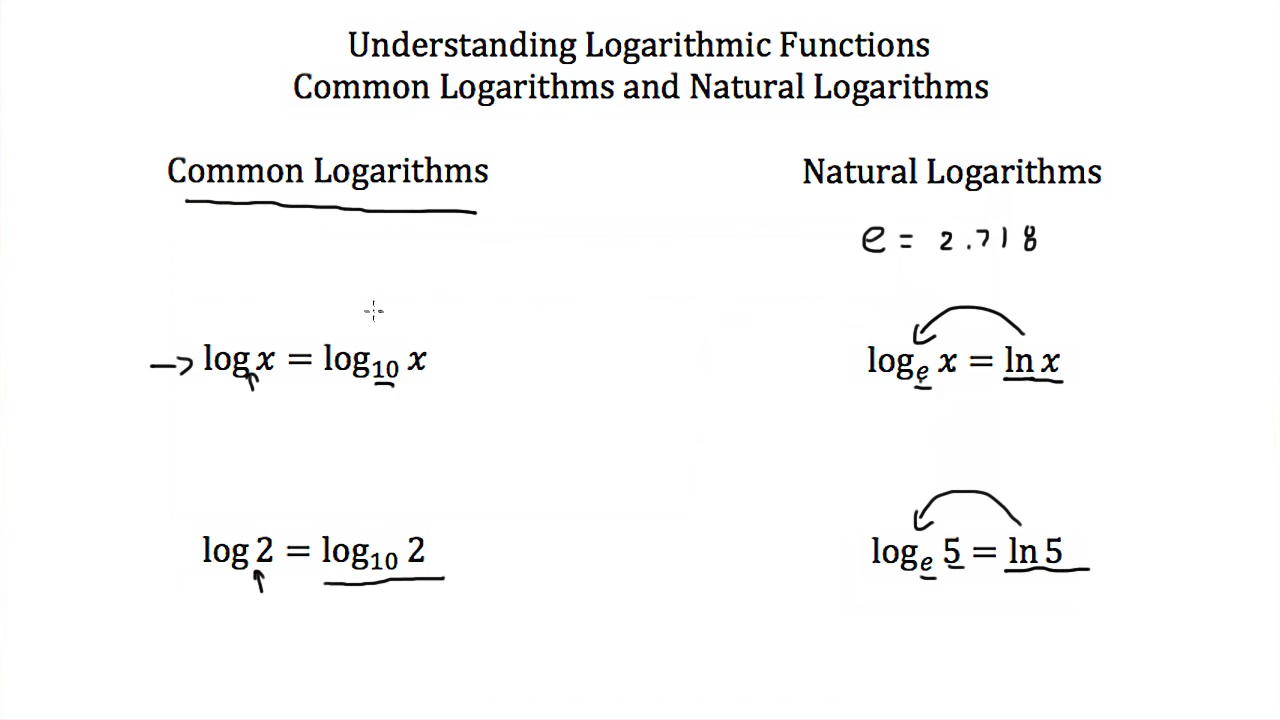 Understanding Logarithmic Functions
Common Logarithms and Natural Logarithms
Common Logarithms
log x = log₁₀ x
log 2 = log₁₀ 2
Natural Logarithms
e = 2.718
logₑ x = ln x
logₑ 5 = ln 5